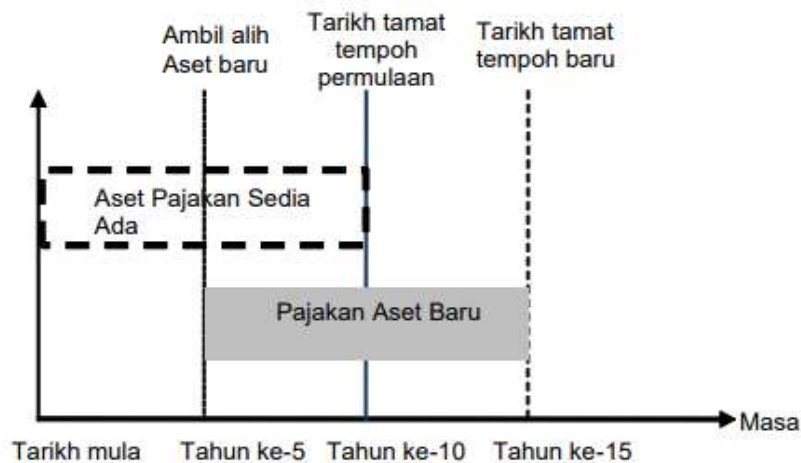 Ambil alih
Aset baru
Tarikh tamat
tempoh
permulaan
Tarikh tamat
tempoh baru
Aset Pajakan Sedia
Ada
Pajakan Aset Baru
Masa
Tarikh mula
Tahun ke-5
Tahun ke-10
Tahun ke-15